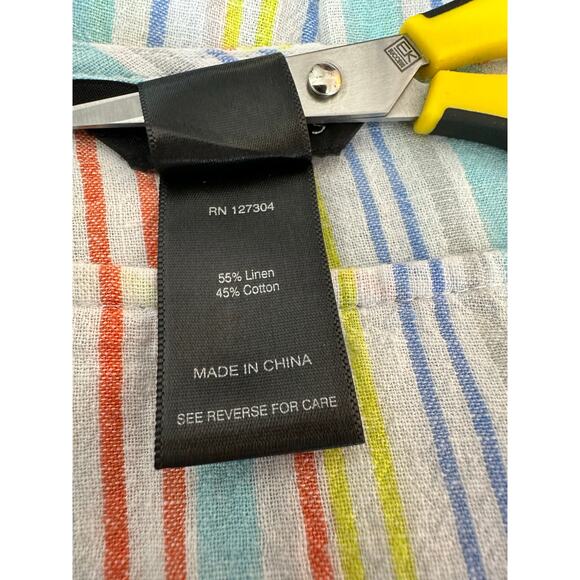 RN 127304
55% Linen
45% Cotton
MADE IN CHINA
SEE REVERSE FOR CARE